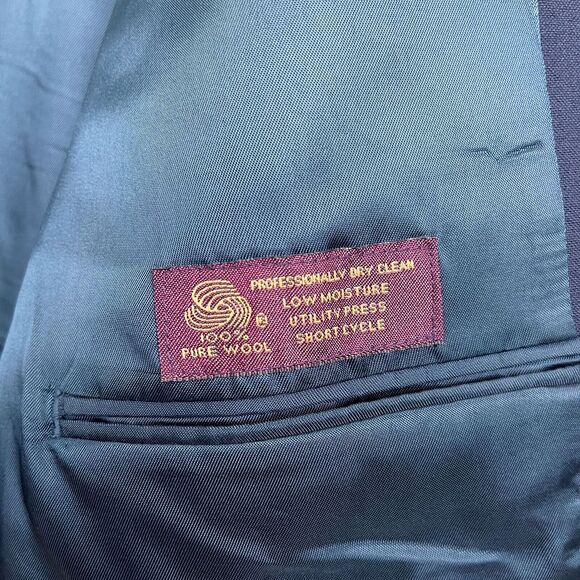 PROFESSIONALLY DRY CLEAN
LOW MOISTURE
UTILITY PRESS
SHORT CYCLE
100%
PURE WOOL